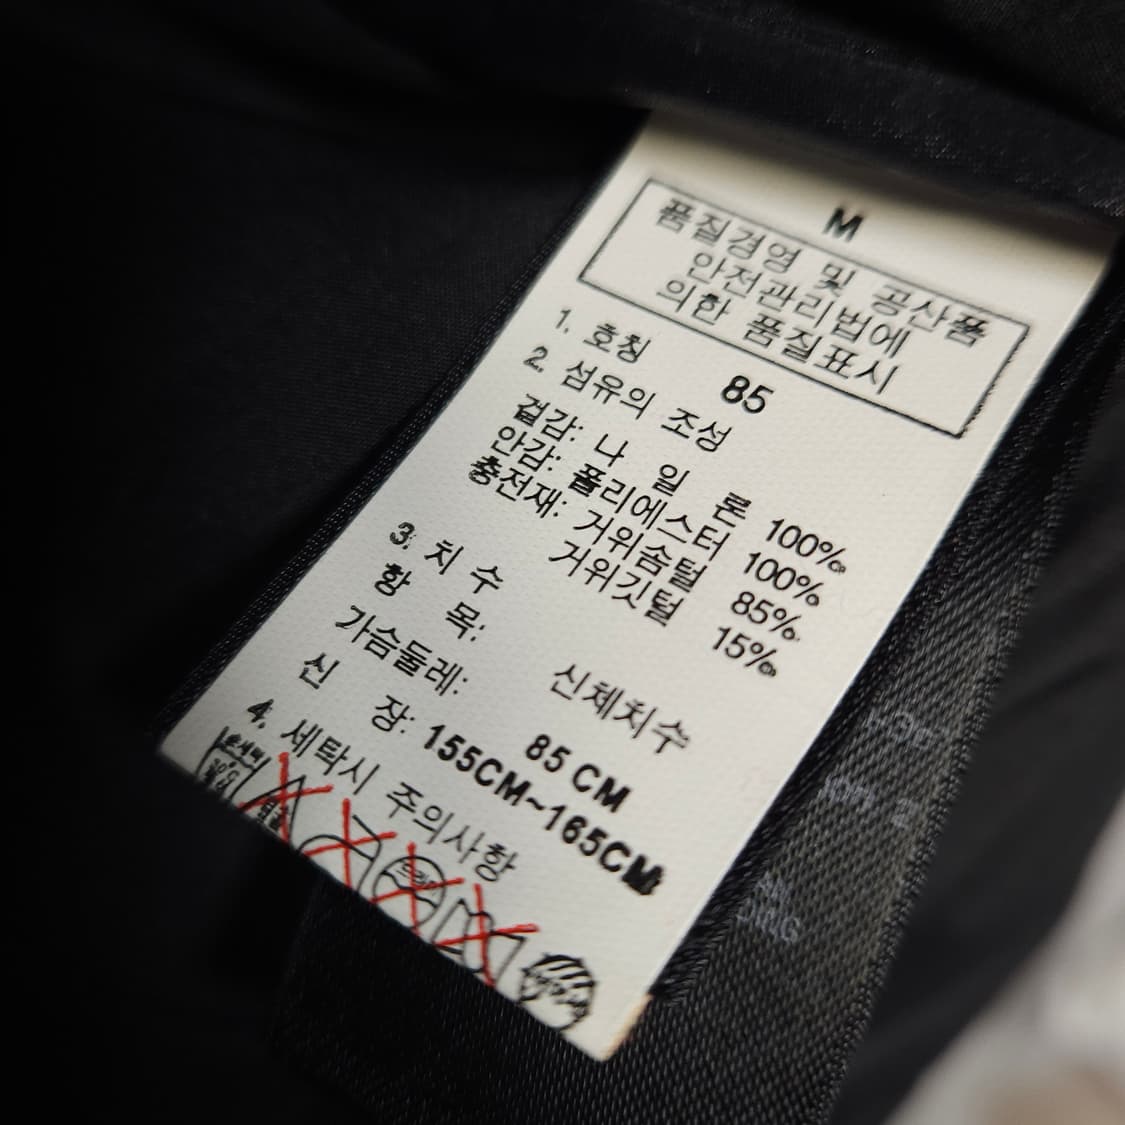 M
품질경영 및 공산품
안전관리법에
의한 품질표시
1. 호칭 85
2. 섬유의 조성
겉감: 나 일 론 100%
안감: 폴리에스터 100%
충전재: 거위솜털 85%
거위깃털 15%
3. 치 수
항 목: 신체치수
가슴둘레: 85 CM
신 장: 155CM~165CM
4. 세탁시 주의사항